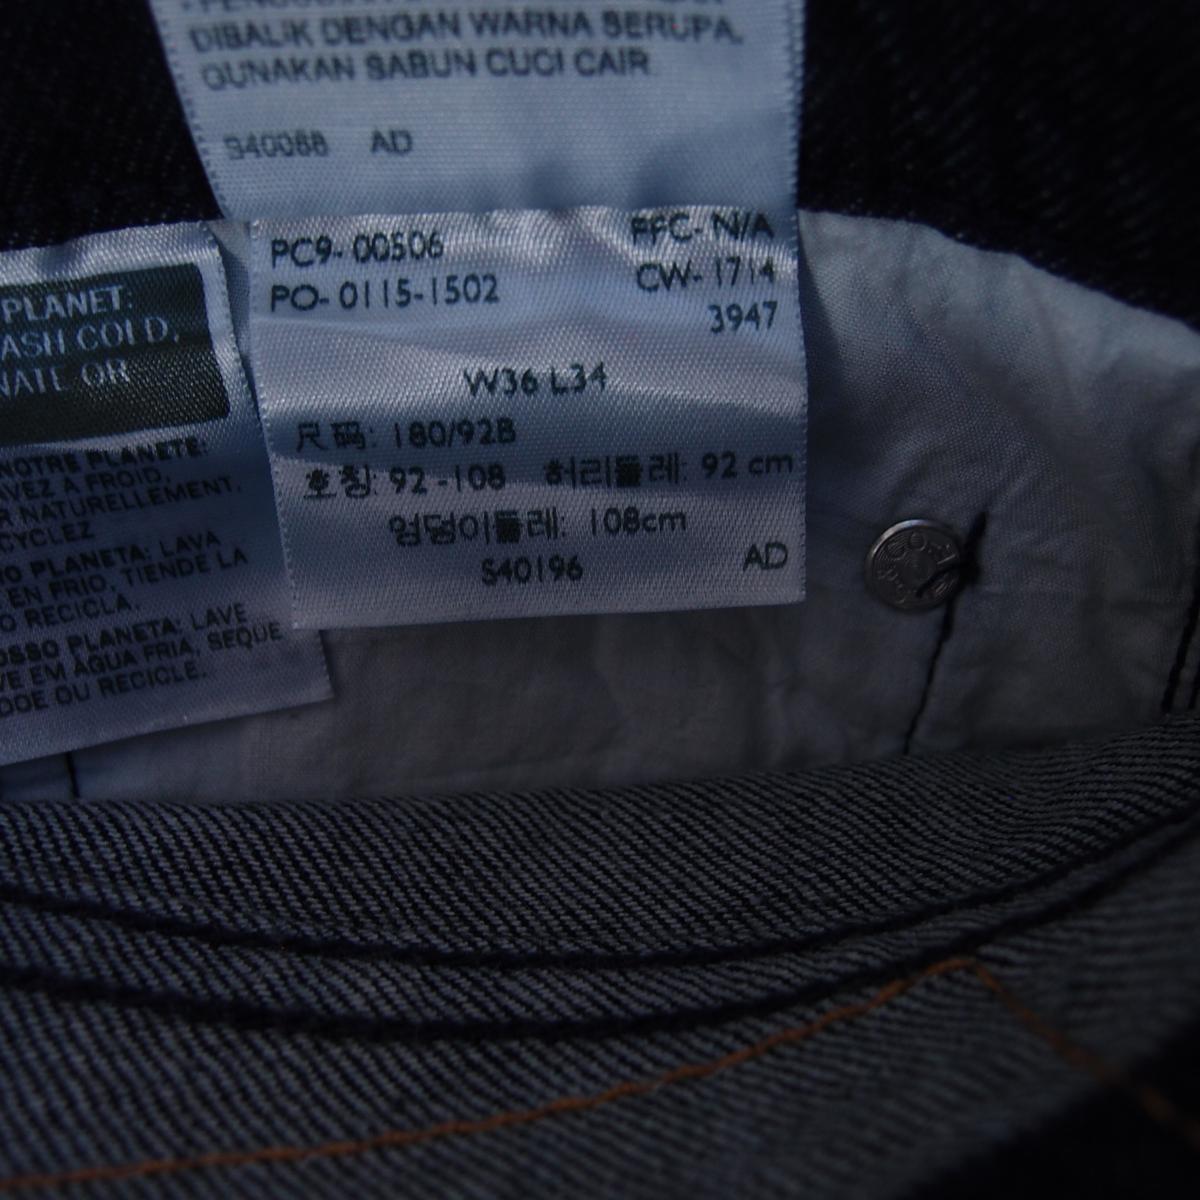 DIBALIK DENGAN WARNA SERUPA.
GUNAKAN SABUN CUCI CAIR
S40088 AD
PLANET:
ASH COLD,
NATE OR
NOTRE PLANETE:
AVEZ A FROID,
R NATURELLEMENT,
CYCLEZ
O PLANETA: LAVA
EN FRIO, TIENDE LA
O RECICLA.
OSSO PLANETA: LAVE
VE EM AGUA FRIA, SEQUE
DOE OU RECICLE.
PC9-00506 FFC-N/A
PO-0115-1502 CW-1714
3947
W36 L34
尺码: 180/92B
호칭: 92-108 허리둘레: 92 cm
엉덩이둘레: 108cm
S40196 AD